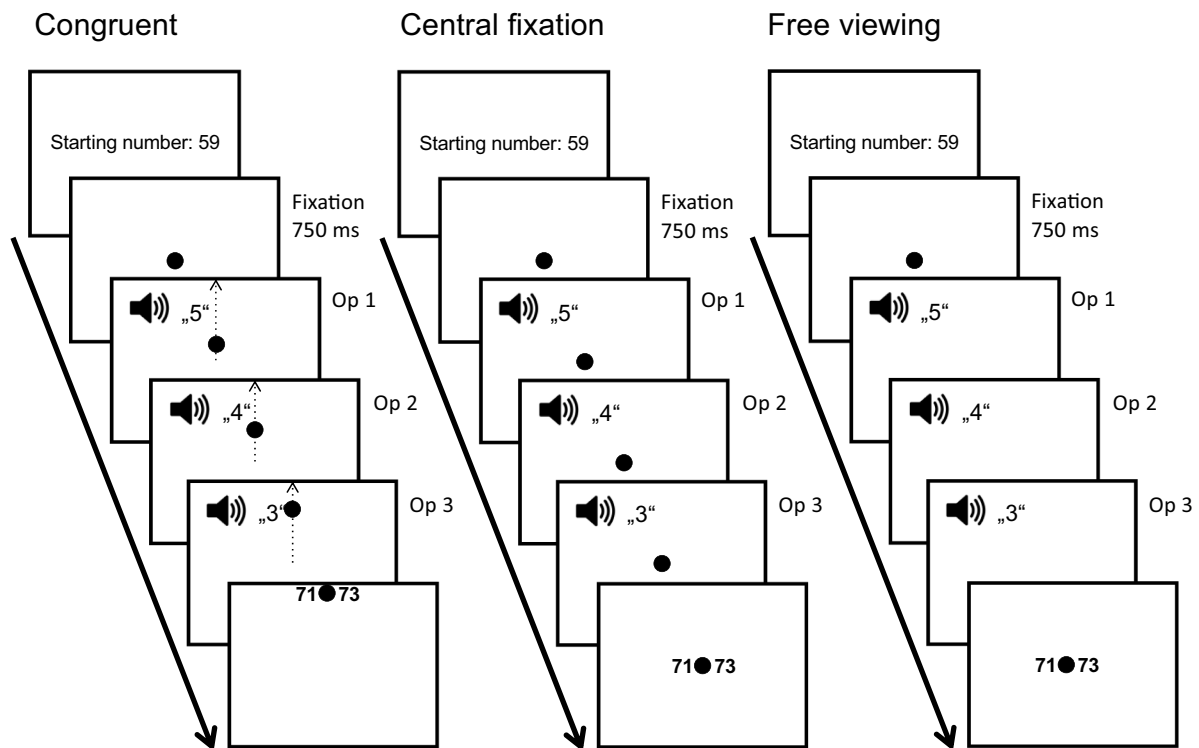 Congruent
Starting number: 59
Fixation
750 ms
„5“
Op 1
„4“
Op 2
„3“
Op 3
71 73
Central fixation
Starting number: 59
Fixation
750 ms
„5“
Op 1
„4“
Op 2
„3“
Op 3
71 73
Free viewing
Starting number: 59
Fixation
750 ms
„5“
Op 1
„4“
Op 2
„3“
Op 3
71 73